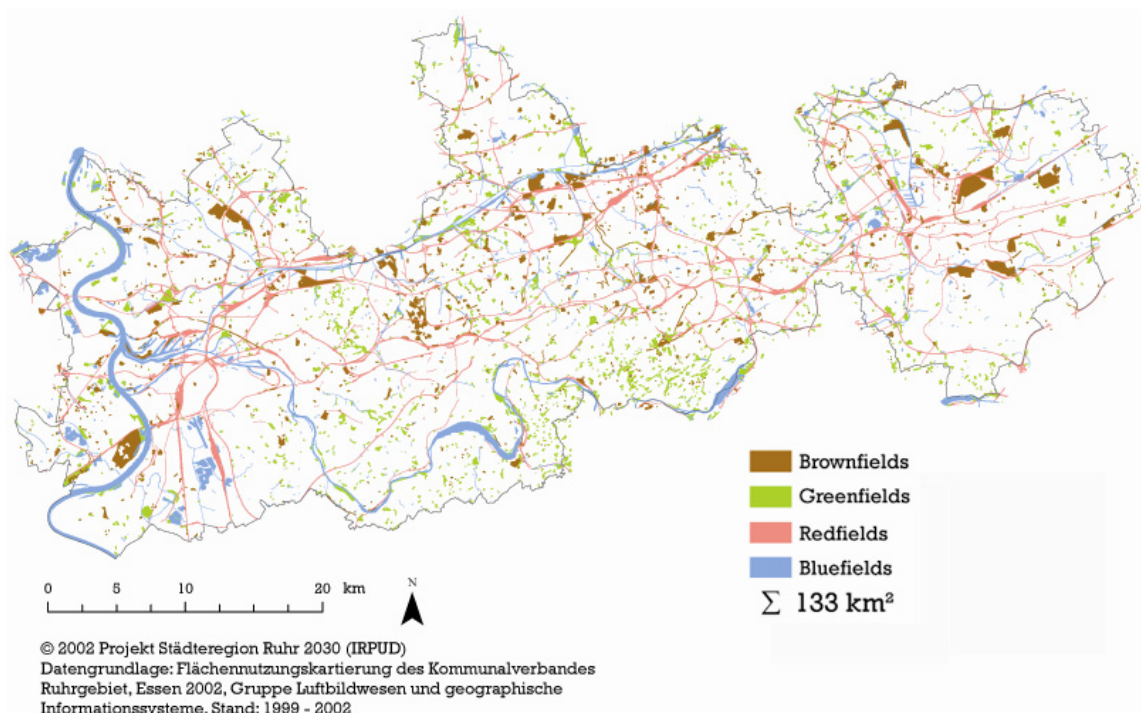 Brownfields
Greenfields
Redfields
Bluefields
∑ 133 km²
0 5 10 20 km
N
© 2002 Projekt Städteregion Ruhr 2030 (IRPUD)
Datengrundlage: Flächennutzungskartierung des Kommunalverbandes
Ruhrgebiet, Essen 2002, Gruppe Luftbildwesen und geographische
Informationssysteme, Stand: 1999 - 2002